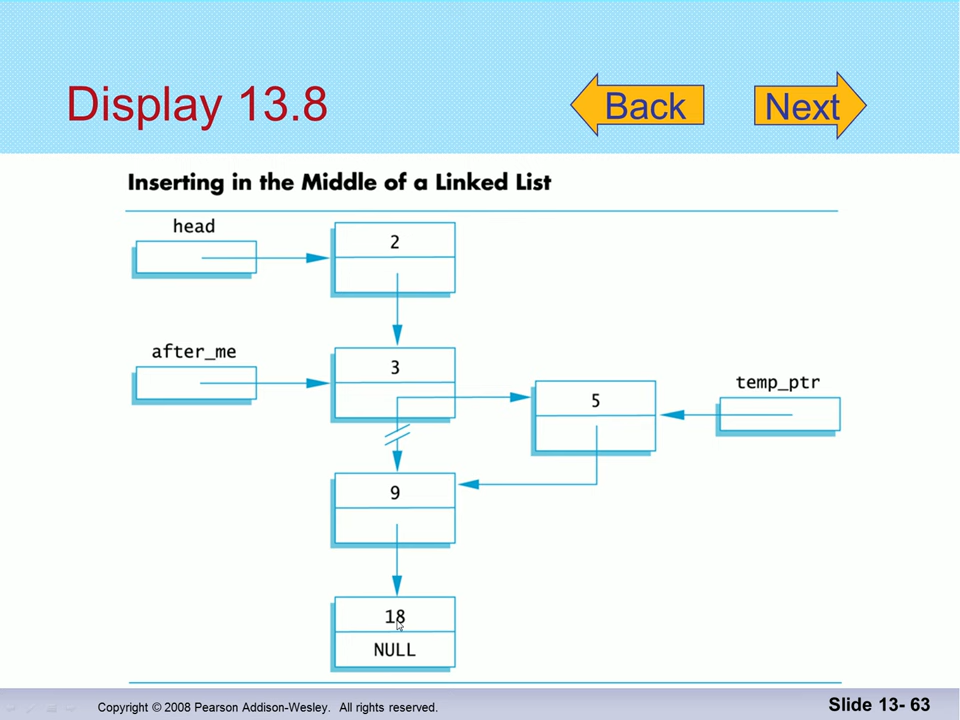 Display 13.8
Back
Next
Inserting in the Middle of a Linked List
head
2
after_me
3
temp_ptr
5
9
18
NULL
Copyright © 2008 Pearson Addison-Wesley. All rights reserved.
Slide 13- 63